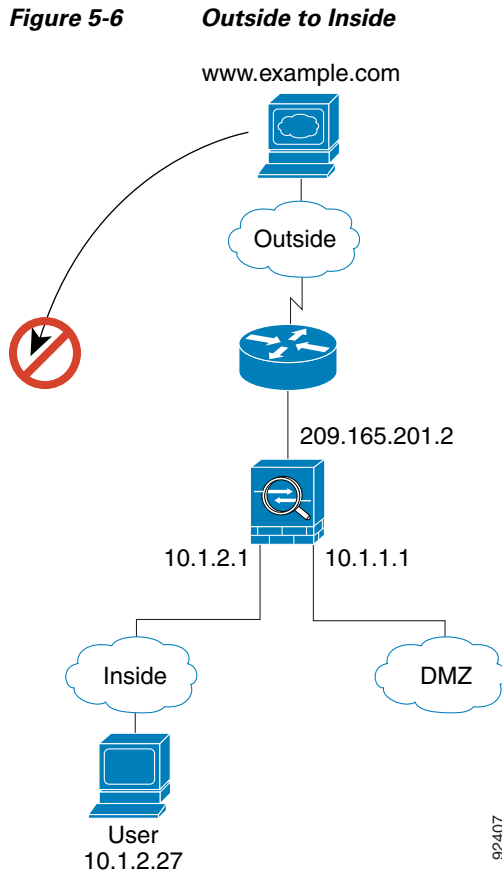 Figure 5-6 Outside to Inside
www.example.com
Outside
209.165.201.2
10.1.2.1 10.1.1.1
Inside DMZ
User
10.1.2.27
92407